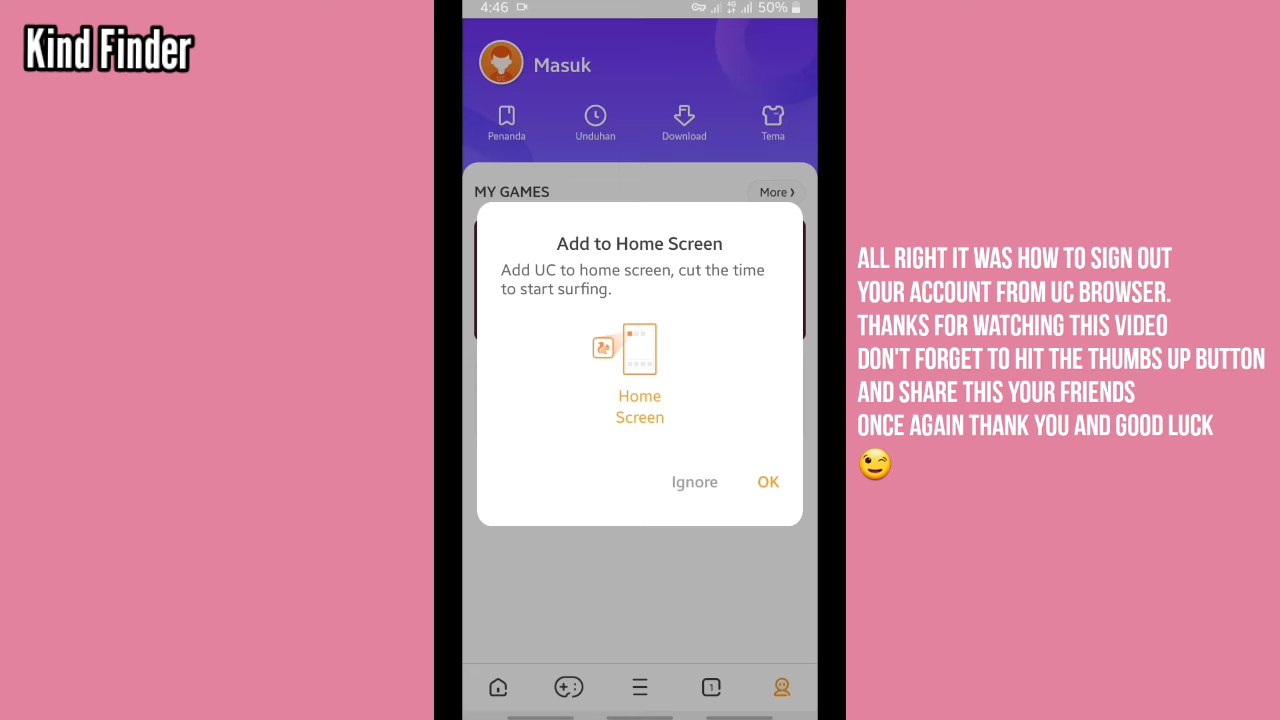 Kind Finder
4:46
50%
Masuk
Penanda
Unduhan
Download
Tema
MY GAMES
More ›
Add to Home Screen
Add UC to home screen, cut the time
to start surfing.
Home
Screen
Ignore
OK
1
ALL RIGHT IT WAS HOW TO SIGN OUT
YOUR ACCOUNT FROM UC BROWSER.
THANKS FOR WATCHING THIS VIDEO
DON'T FORGET TO HIT THE THUMBS UP BUTTON
AND SHARE THIS YOUR FRIENDS
ONCE AGAIN THANK YOU AND GOOD LUCK
😉